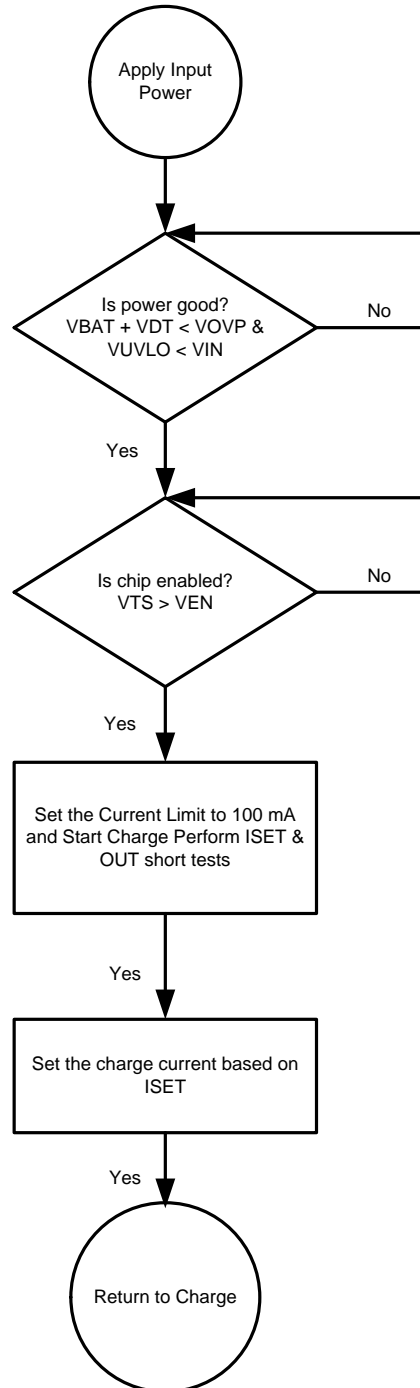 Apply Input
Power
Is power good?
VBAT + VDT < VOVP &
VUVLO < VIN
No
Yes
Is chip enabled?
VTS > VEN
No
Yes
Set the Current Limit to 100 mA
and Start Charge Perform ISET &
OUT short tests
Yes
Set the charge current based on
ISET
Yes
Return to Charge